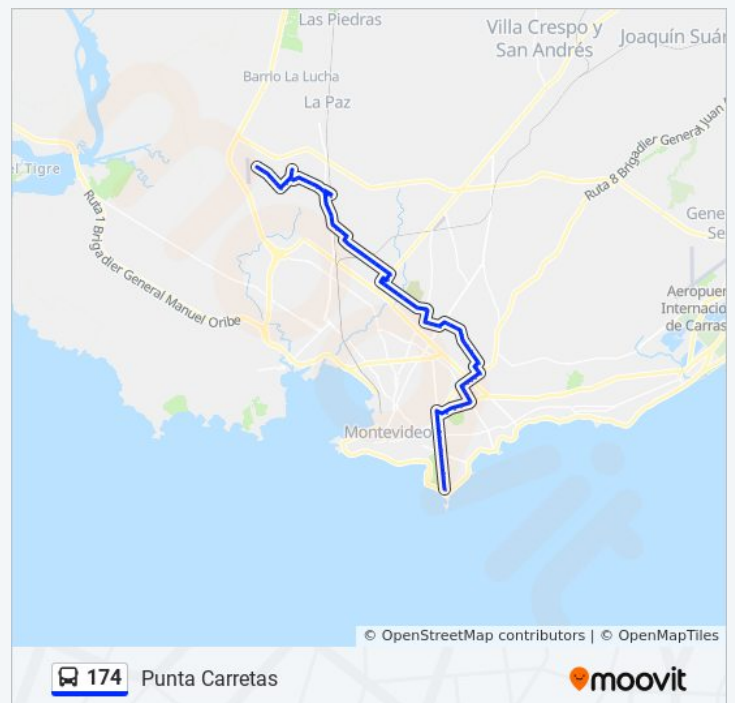 Las Piedras
Villa Crespo y
San Andrés
Joaquín Suár
Barrio La Lucha
La Paz
el Tigre
Ruta 8 Brigadier General Juan
Ruta 1 Brigadier General Manuel Oribe
Gene
Se
Aeropuer
Internacio
de Carras
Montevideo
© OpenStreetMap contributors | © OpenMapTiles
174 Punta Carretas
moovit